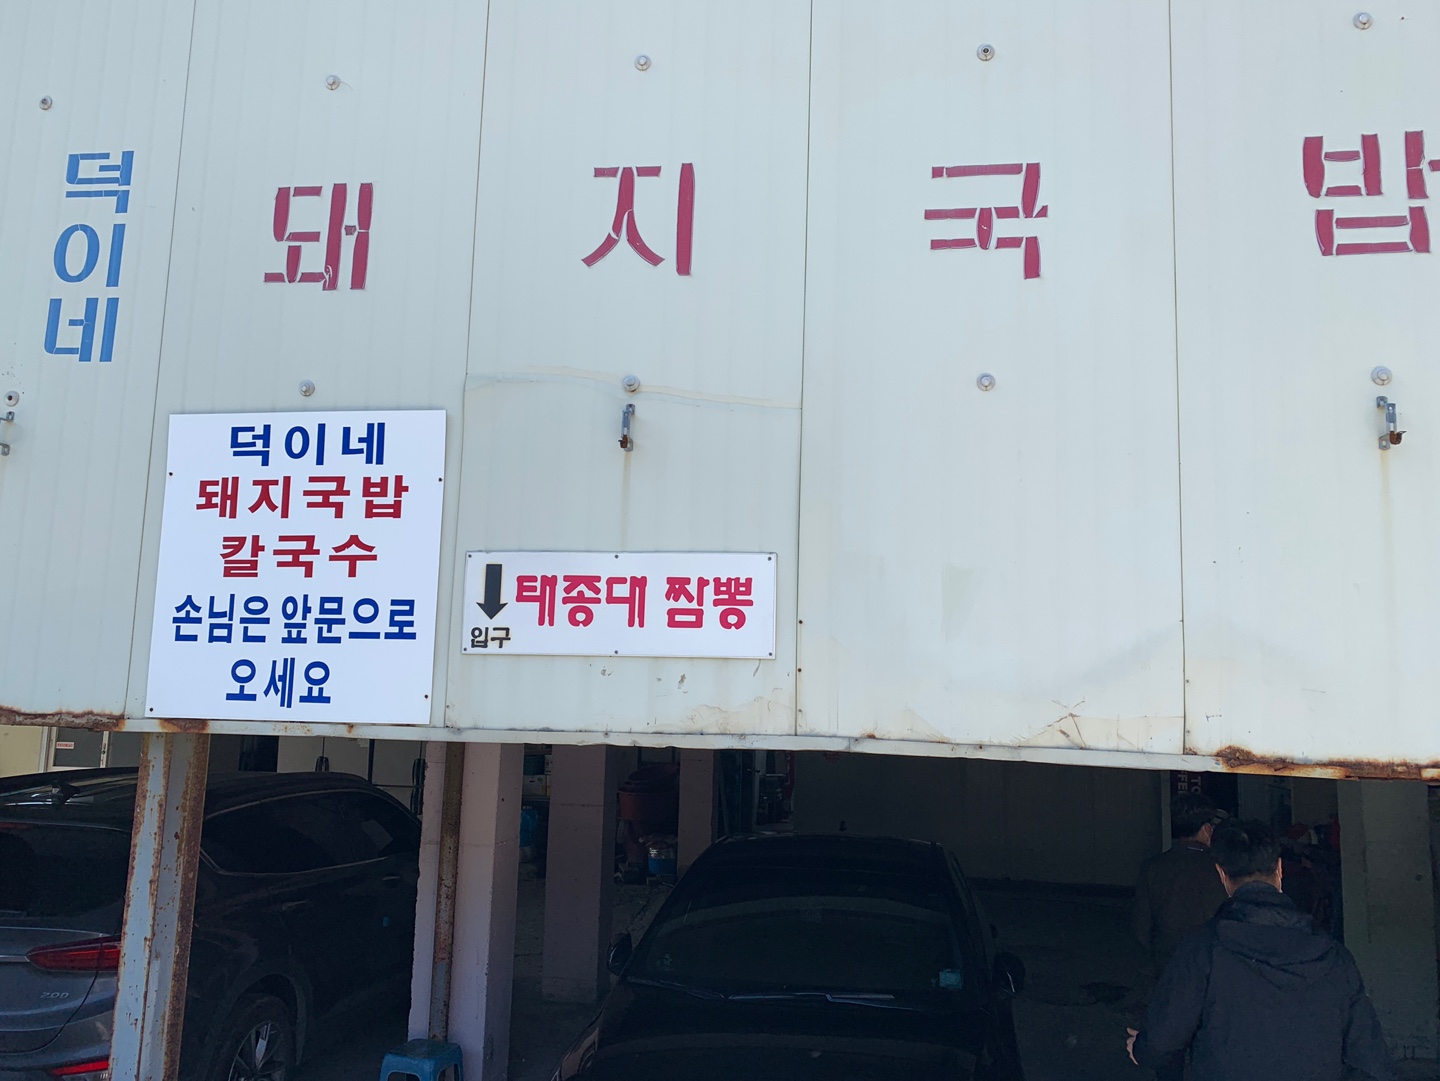 덕이네
돼지국밥
덕이네
돼지국밥
칼국수
손님은 앞문으로
오세요
태종대 짬뽕
입구
200